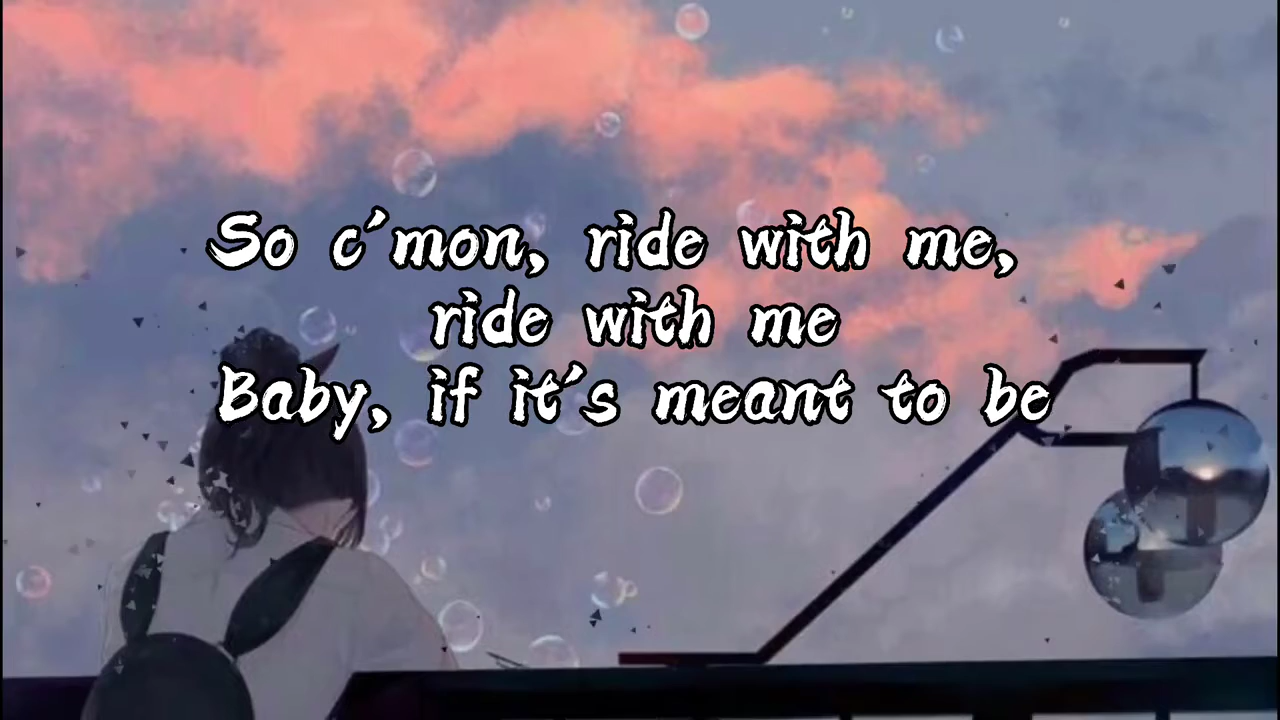 So c'mon, ride with me,
ride with me
Baby, if it's meant to be